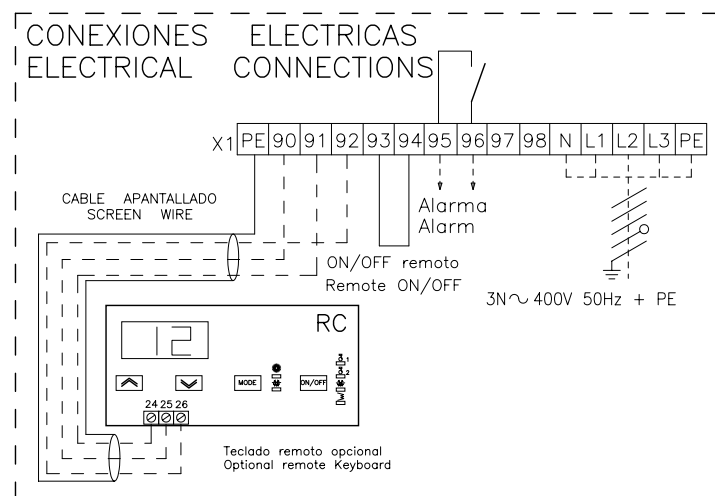 CONEXIONES ELECTRICAS
ELECTRICAL CONNECTIONS
X1 PE 90 91 92 93 94 95 96 97 98 N L1 L2 L3 PE
CABLE APANTALLADO
SCREEN WIRE
Alarma
Alarm
ON/OFF remoto
Remote ON/OFF
3N∿ 400V 50Hz + PE
RC
12
MODE
ON/OFF
24 25 26
Teclado remoto opcional
Optional remote Keyboard